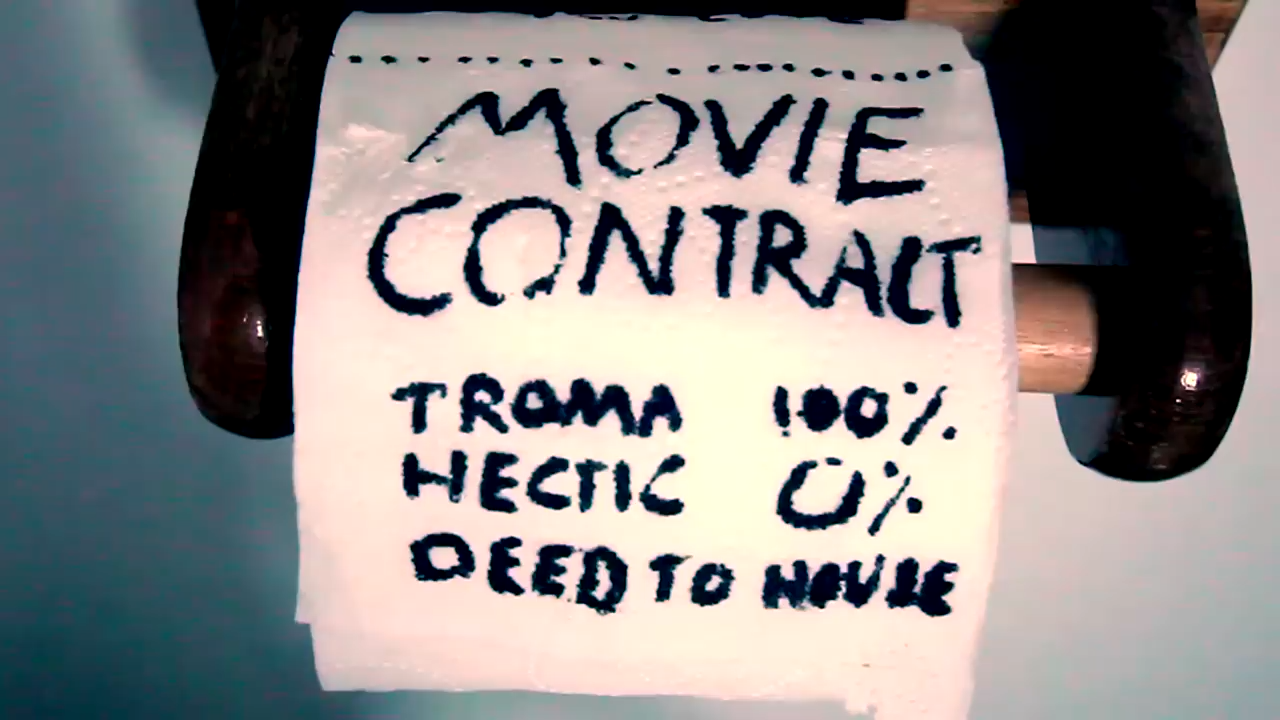 MOVIE
CONTRACT
TROMA 100%
HECTIC 0%
DEED TO HOUSE